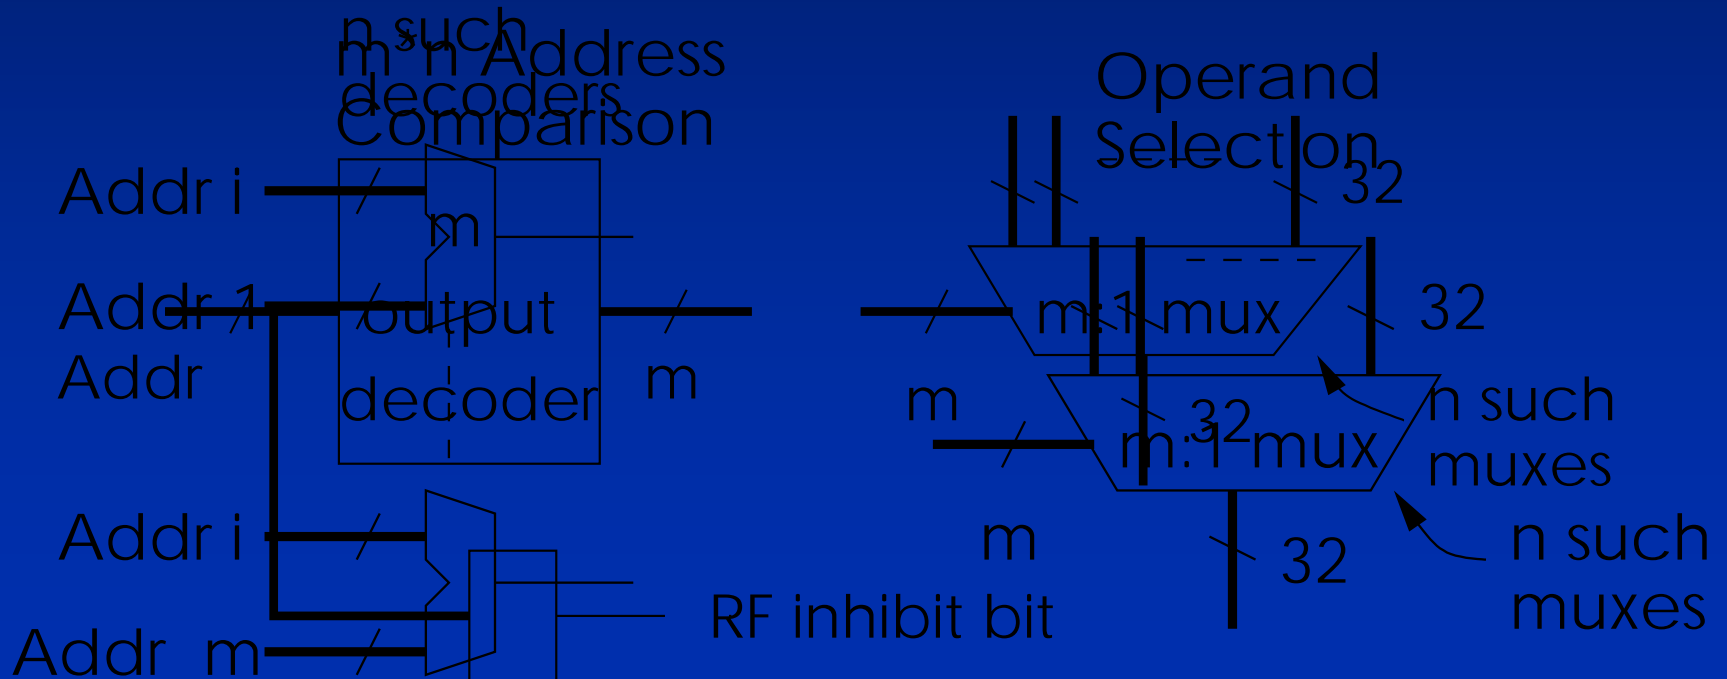 n such
decoders
m*n Address
Comparison
Operand
Selection
Addr i
32
m
Addr 1
output
m:1 mux
32
Addr
decoder
m
m
32
n such
muxes
m:1 mux
Addr i
m
32
n such
muxes
RF inhibit bit
Addr m